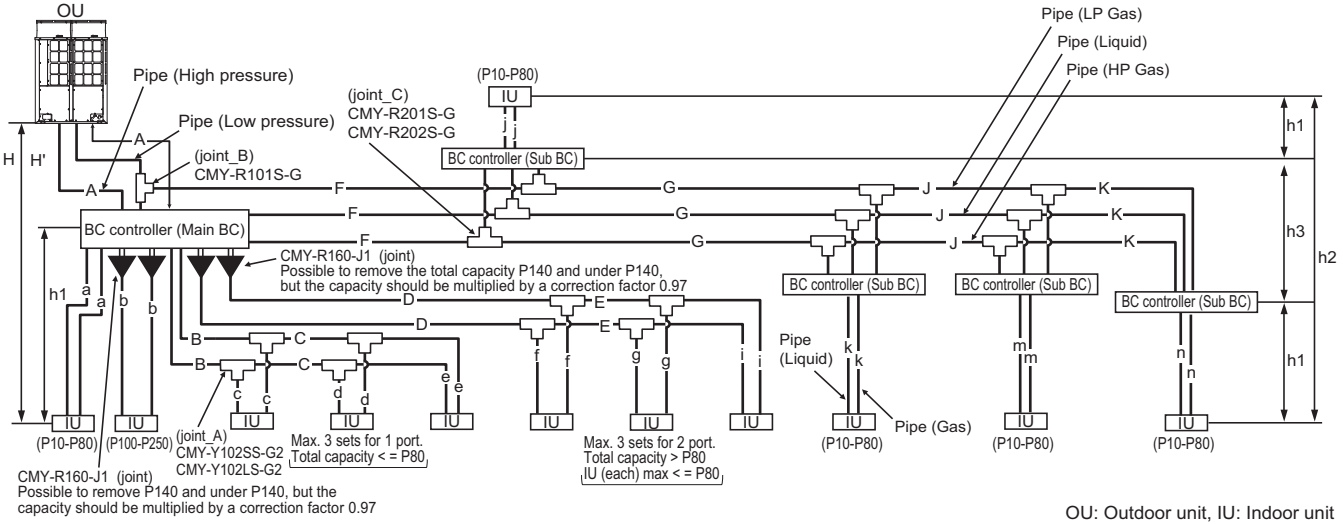 OU
Pipe (High pressure)
Pipe (Low pressure)
(joint_B)
CMY-R101S-G
(joint_C)
CMY-R201S-G
CMY-R202S-G
(P10-P80)
IU
j
j
BC controller (Sub BC)
Pipe (LP Gas)
Pipe (Liquid)
Pipe (HP Gas)
H
H'
A
A
F
G
J
K
F
G
J
K
F
G
J
K
h1
h3
h2
h1
h1
BC controller (Main BC)
CMY-R160-J1 (joint)
Possible to remove the total capacity P140 and under P140,
but the capacity should be multiplied by a correction factor 0.97
BC controller (Sub BC)
BC controller (Sub BC)
BC controller (Sub BC)
a
a
b
b
D
E
D
E
B
C
B
C
c
c
d
d
e
e
f
f
g
g
i
i
Pipe
(Liquid)
k
k
m
m
n
n
Pipe (Gas)
IU
IU
IU
IU
IU
IU
IU
IU
IU
IU
IU
(P10-P80)
(P100-P250)
(joint_A)
CMY-Y102SS-G2
CMY-Y102LS-G2
Max. 3 sets for 1 port.
Total capacity < = P80
Max. 3 sets for 2 port.
Total capacity > P80
IU (each) max < = P80
(P10-P80)
(P10-P80)
(P10-P80)
CMY-R160-J1 (joint)
Possible to remove P140 and under P140, but the
capacity should be multiplied by a correction factor 0.97
OU: Outdoor unit, IU: Indoor unit